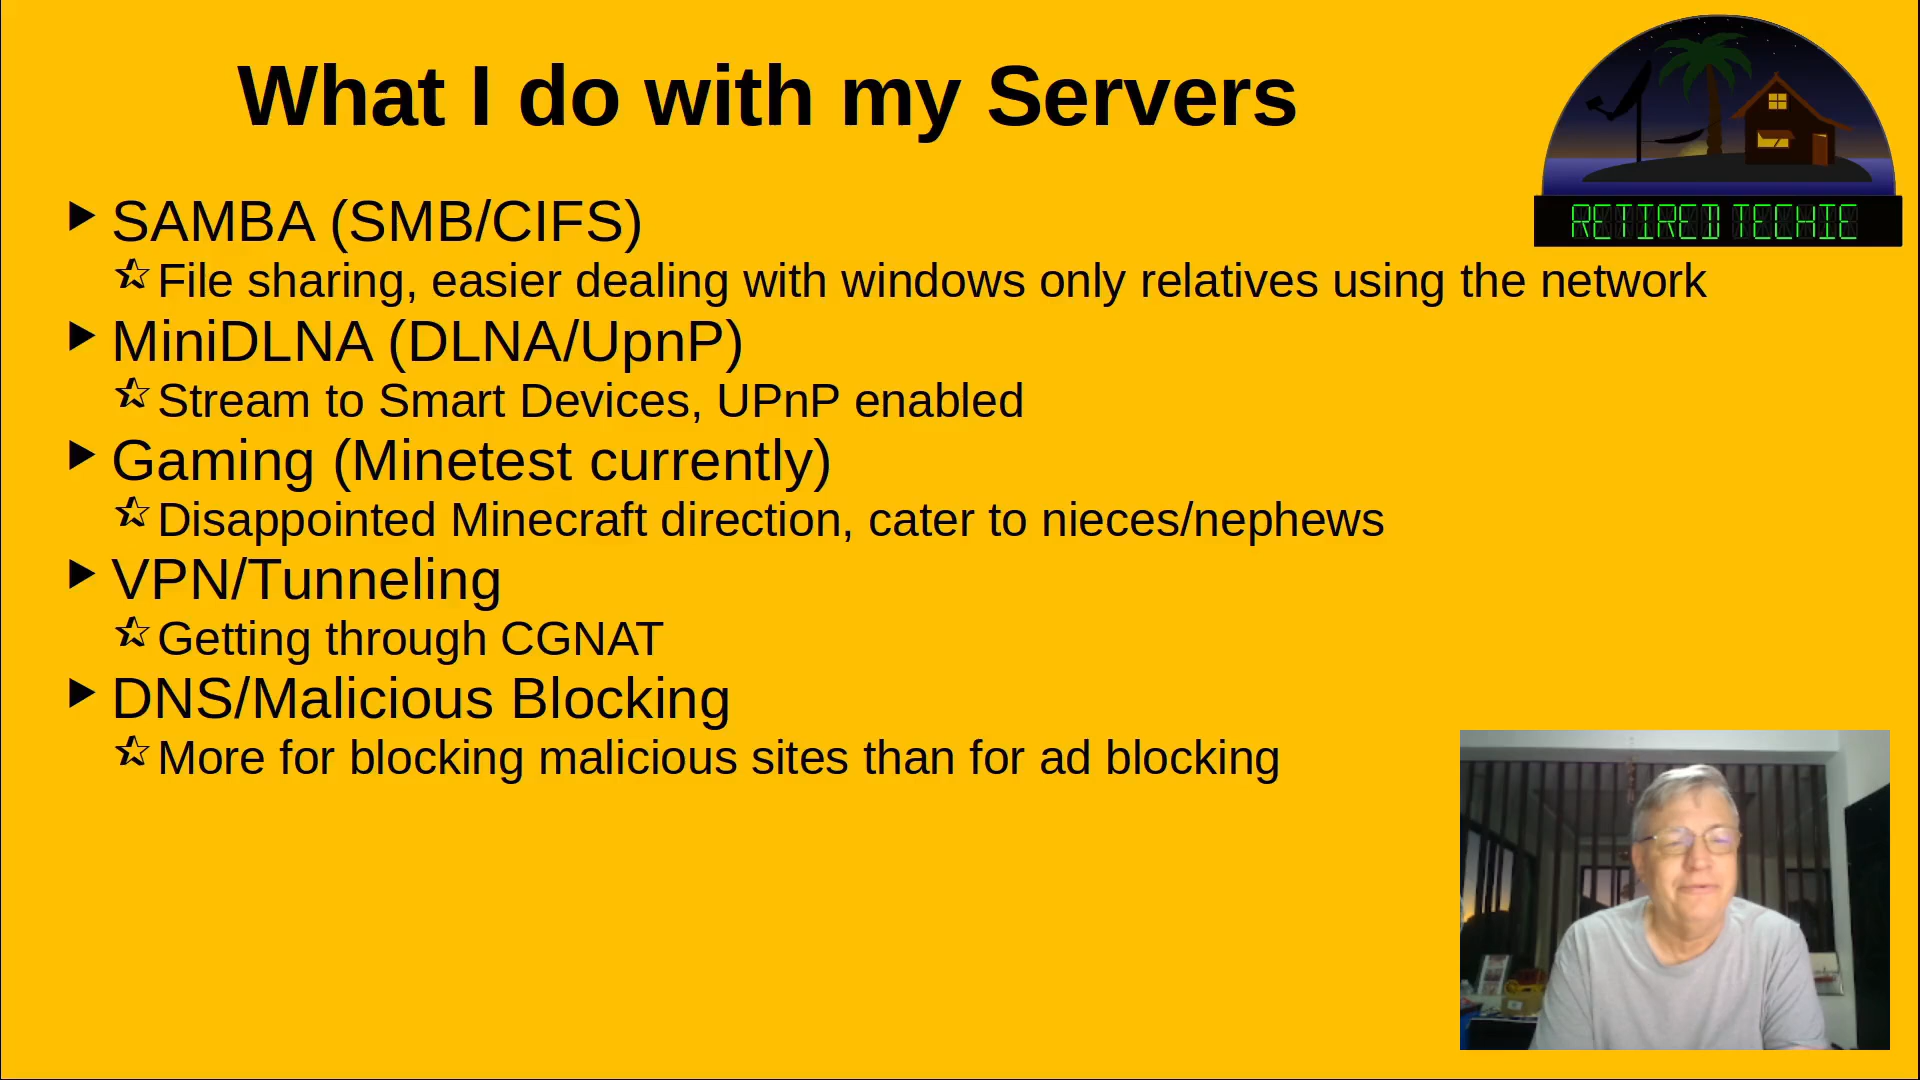 What I do with my Servers
RETIRED TECHIE
SAMBA (SMB/CIFS)
File sharing, easier dealing with windows only relatives using the network
MiniDLNA (DLNA/UpnP)
Stream to Smart Devices, UPnP enabled
Gaming (Minetest currently)
Disappointed Minecraft direction, cater to nieces/nephews
VPN/Tunneling
Getting through CGNAT
DNS/Malicious Blocking
More for blocking malicious sites than for ad blocking